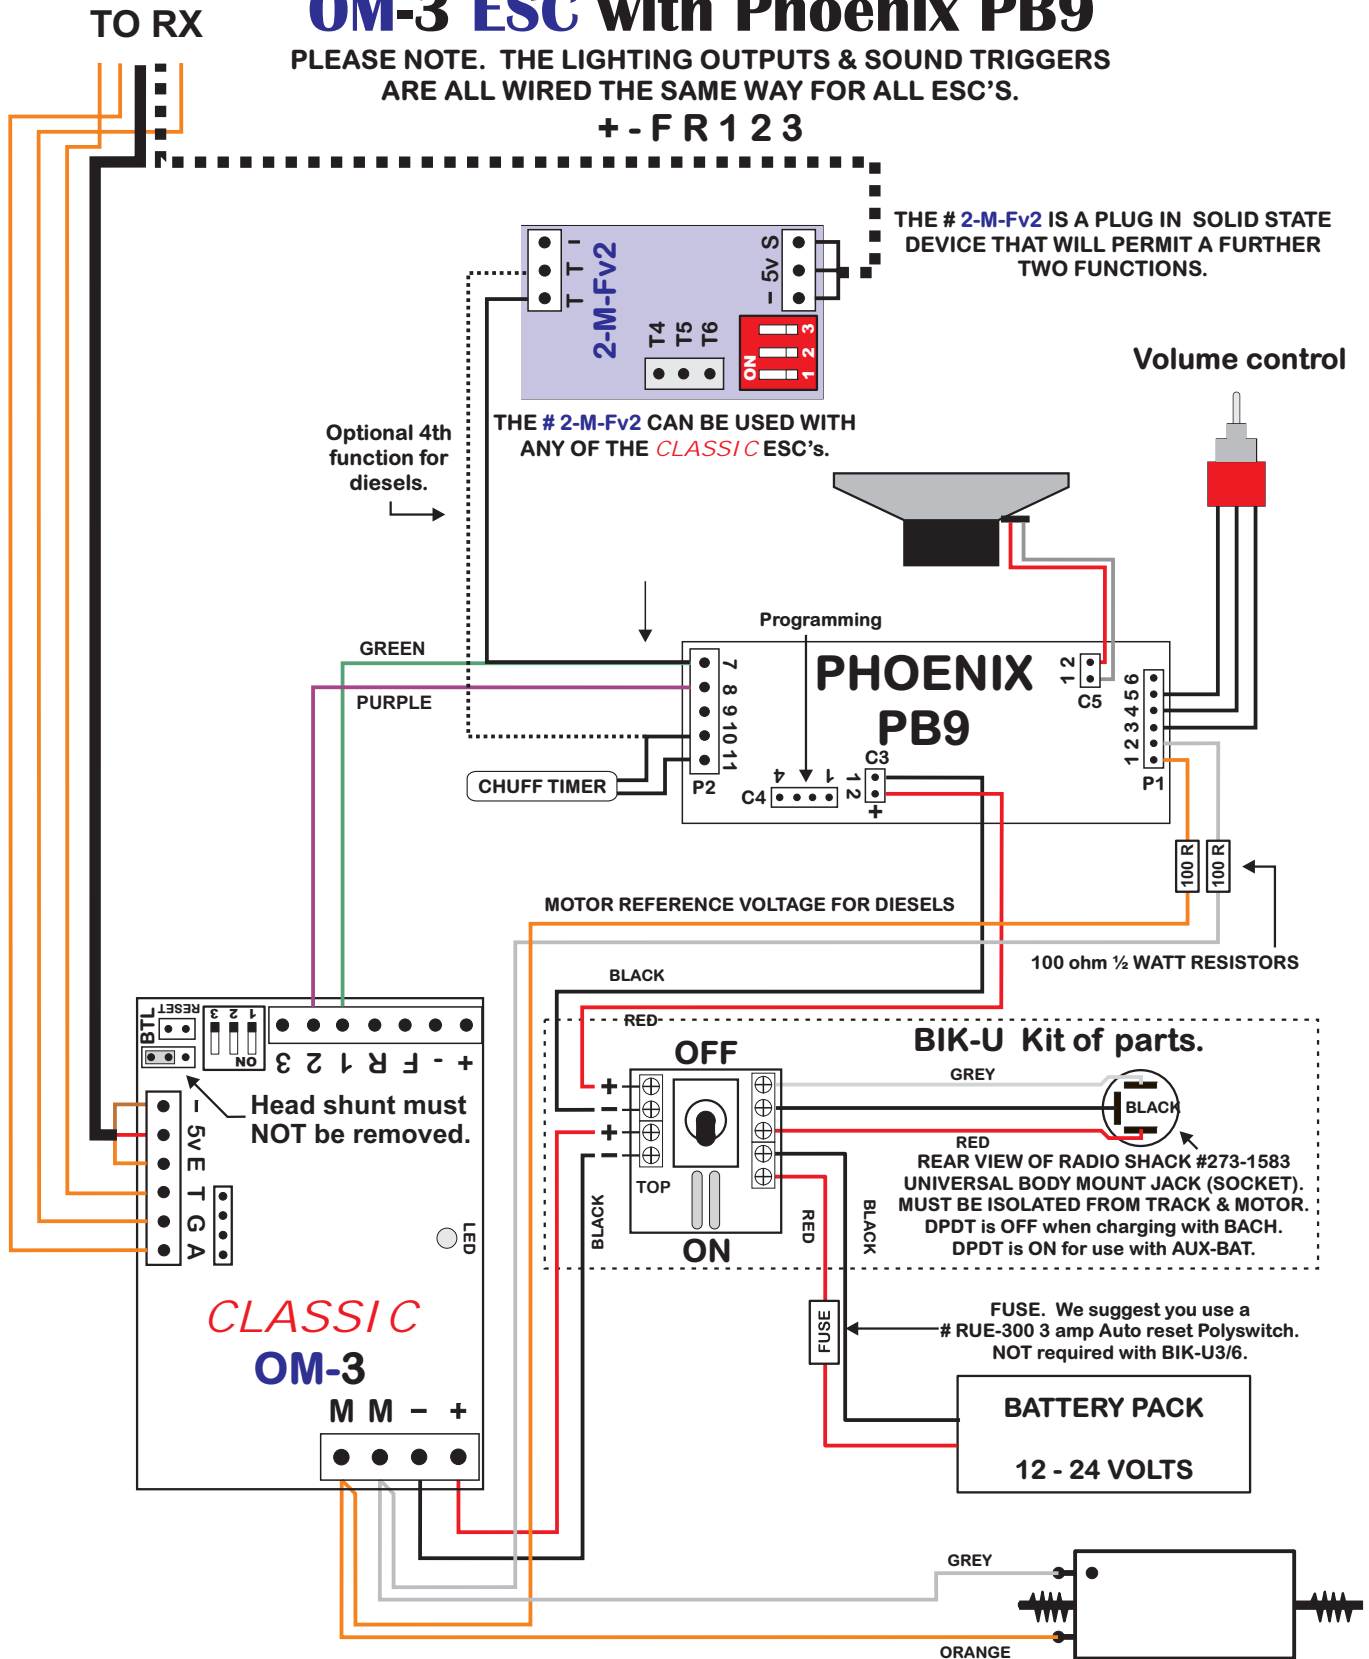 OM-3 ESC with Phoenix PB9
TO RX
PLEASE NOTE. THE LIGHTING OUTPUTS & SOUND TRIGGERS
ARE ALL WIRED THE SAME WAY FOR ALL ESC'S.
+ - F R 1 2 3
THE # 2-M-Fv2 IS A PLUG IN SOLID STATE
DEVICE THAT WILL PERMIT A FURTHER
TWO FUNCTIONS.
T T -
2-M-Fv2
- 5v S
T4 T5 T6
ON
1 2 3
THE # 2-M-Fv2 CAN BE USED WITH
ANY OF THE CLASSIC ESC's.
Volume control
Optional 4th
function for
diesels.
Programming
GREEN
PURPLE
PHOENIX
PB9
7 8 9 10 11
P2
1 2
C5
1 2 3 4 5 6
P1
C3
1 2
+
4 1
C4
CHUFF TIMER
100 R
100 R
MOTOR REFERENCE VOLTAGE FOR DIESELS
100 ohm ½ WATT RESISTORS
BLACK
RED
BTL
RESET
3 2 1
ON
3 2 1 R F - +
Head shunt must
NOT be removed.
- 5v E T G A
LED
CLASSIC
OM-3
M M - +
BIK-U Kit of parts.
OFF
+
-
+
-
TOP
ON
GREY
BLACK
RED
REAR VIEW OF RADIO SHACK #273-1583
UNIVERSAL BODY MOUNT JACK (SOCKET).
MUST BE ISOLATED FROM TRACK & MOTOR.
DPDT is OFF when charging with BACH.
DPDT is ON for use with AUX-BAT.
BLACK
RED
BLACK
FUSE
FUSE. We suggest you use a
# RUE-300 3 amp Auto reset Polyswitch.
NOT required with BIK-U3/6.
BATTERY PACK
12 - 24 VOLTS
GREY
ORANGE